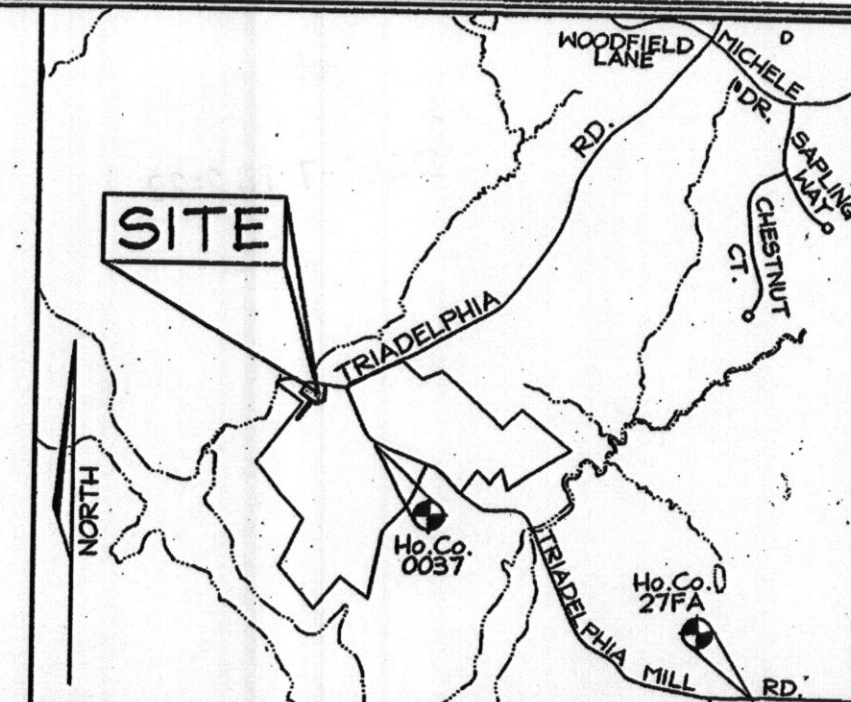 WOODFIELD
LANE
MICHELE
DR.
SAPLING
WAY
CHESTNUT
CT.
TRIADELPHIA
RD.
SITE
NORTH
Ho.Co.
0037
Ho.Co.
27FA
TRIADELPHIA
MILL
RD.